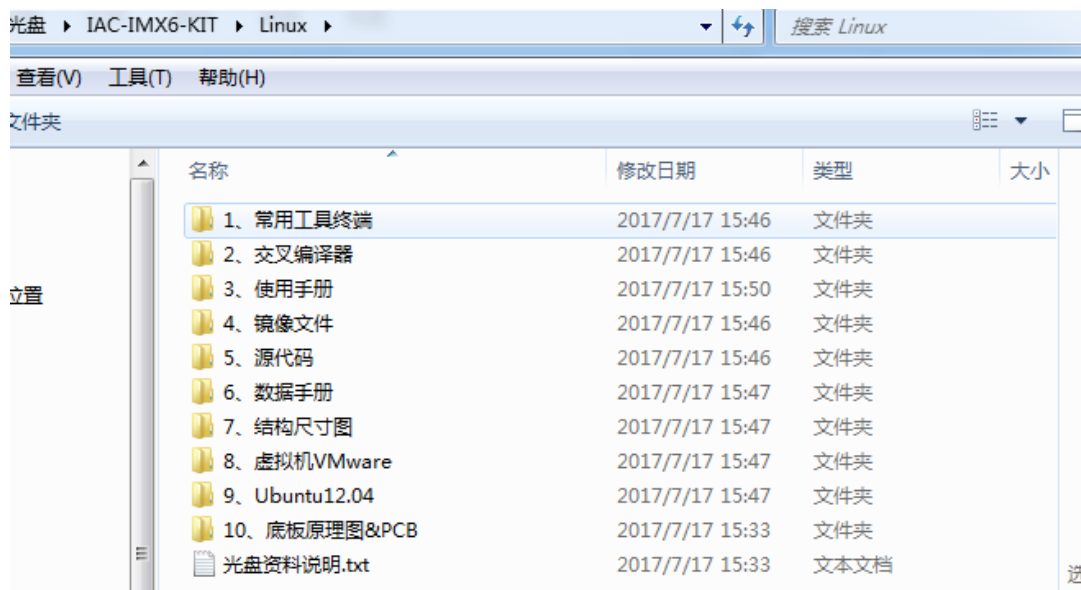 光盘 ▸ IAC-IMX6-KIT ▸ Linux ▸ 搜索 Linux
查看(V) 工具(T) 帮助(H)
文件夹
名称 修改日期 类型 大小
1、常用工具终端 2017/7/17 15:46 文件夹
2、交叉编译器 2017/7/17 15:46 文件夹
位置
3、使用手册 2017/7/17 15:50 文件夹
4、镜像文件 2017/7/17 15:46 文件夹
5、源代码 2017/7/17 15:46 文件夹
6、数据手册 2017/7/17 15:47 文件夹
7、结构尺寸图 2017/7/17 15:47 文件夹
8、虚拟机VMware 2017/7/17 15:47 文件夹
9、Ubuntu12.04 2017/7/17 15:47 文件夹
10、底板原理图&PCB 2017/7/17 15:33 文件夹
光盘资料说明.txt 2017/7/17 15:33 文本文档